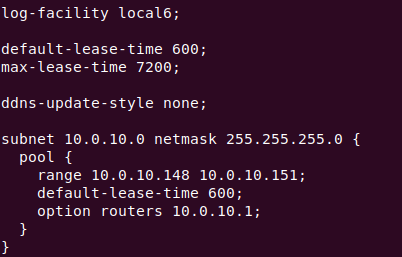 log-facility local6;
default-lease-time 600;
max-lease-time 7200;
ddns-update-style none;
subnet 10.0.10.0 netmask 255.255.255.0 {
  pool {
    range 10.0.10.148 10.0.10.151;
    default-lease-time 600;
    option routers 10.0.10.1;
  }
}